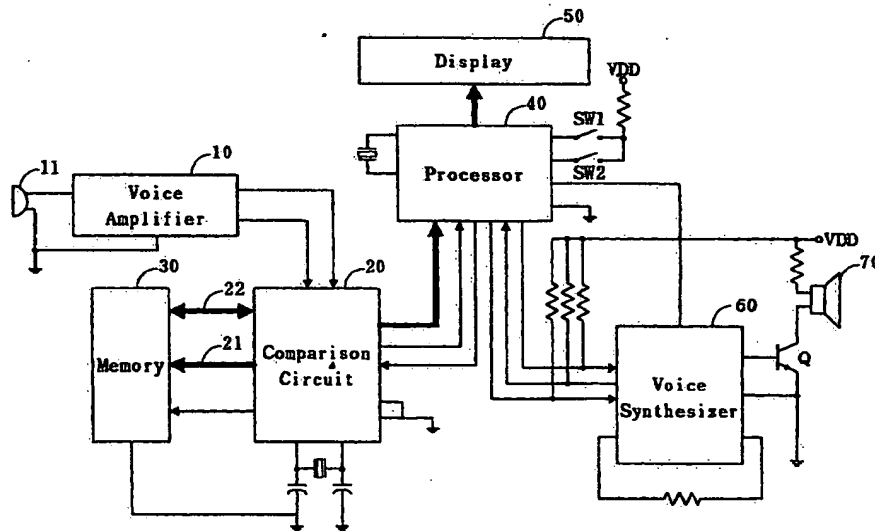 50
Display
VDD
40
SW1
Processor
SW2
10
11
Voice
Amplifier
VDD
70
30
20
22
60
21
Memory
Comparison
Circuit
Q
Voice
Synthesizer